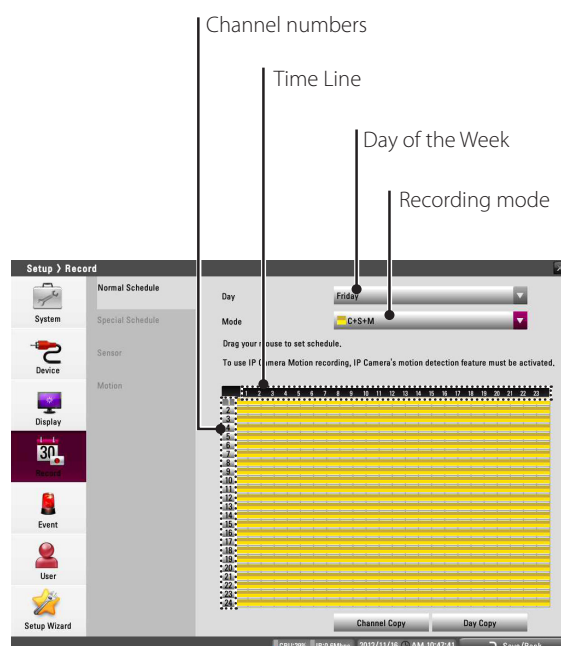 Channel numbers
Time Line
Day of the Week
Recording mode
Setup > Record
System
Device
Display
Record
Event
User
Setup Wizard
Normal Schedule
Special Schedule
Sensor
Motion
Day Friday
Mode C+S+M
Drag your mouse to set schedule.
To use IP Camera Motion recording, IP Camera's motion detection feature must be activated.
1 2 3 4 5 6 7 8 9 10 11 12 13 14 15 16 17 18 19 20 21 22 23
1
2
3
4
5
6
7
8
9
10
11
12
13
14
15
16
17
18
19
20
21
22
23
24
Channel Copy Day Copy
2012/11/16 AM 10:47:41 Save/Back